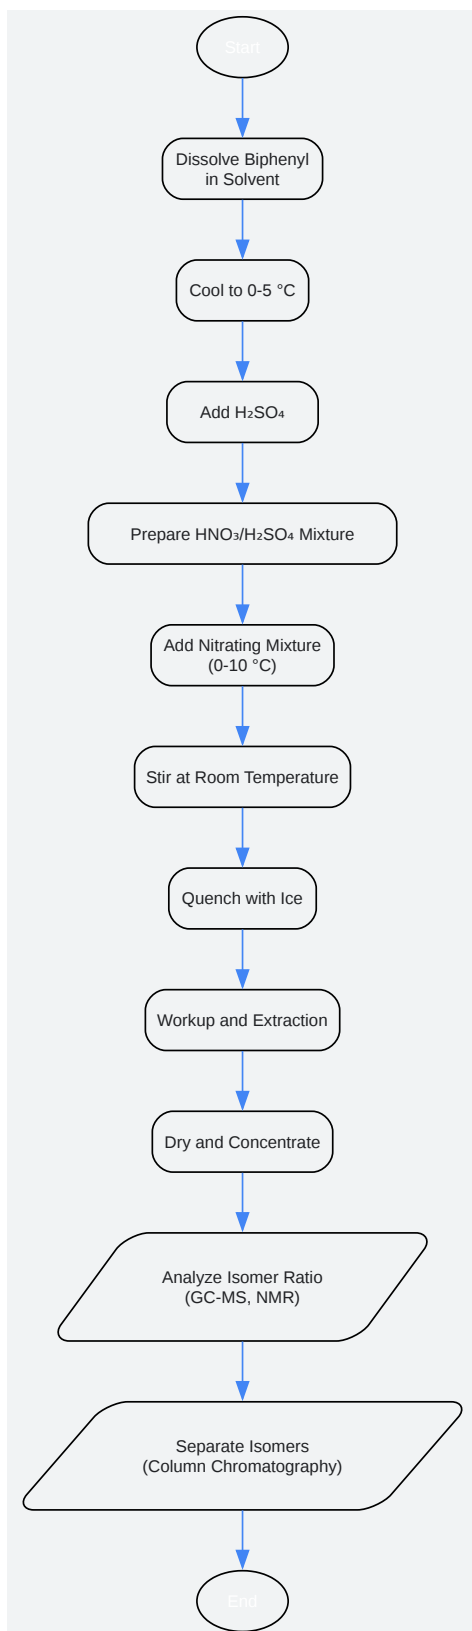 Start
Dissolve Biphenyl
in Solvent
Cool to 0-5 °C
Add H₂SO₄
Prepare HNO₃/H₂SO₄ Mixture
Add Nitrating Mixture
(0-10 °C)
Stir at Room Temperature
Quench with Ice
Workup and Extraction
Dry and Concentrate
Analyze Isomer Ratio
(GC-MS, NMR)
Separate Isomers
(Column Chromatography)
End